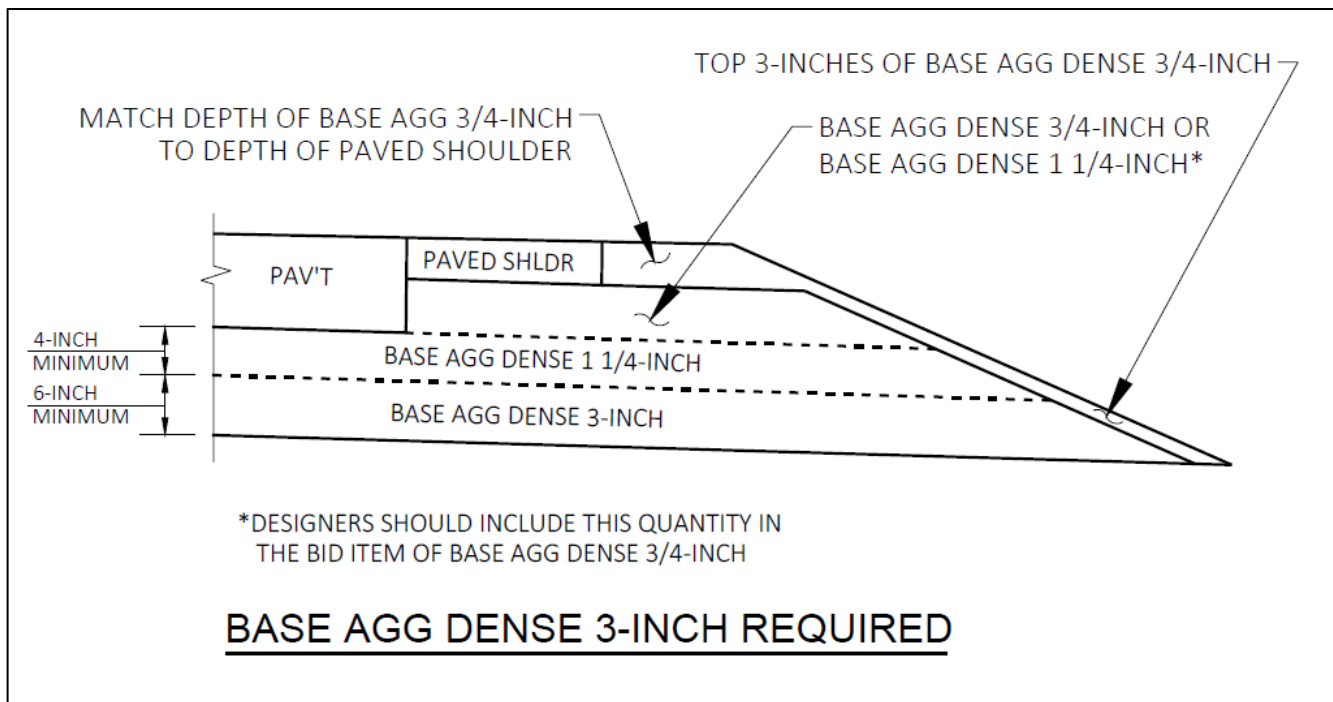 TOP 3-INCHES OF BASE AGG DENSE 3/4-INCH
MATCH DEPTH OF BASE AGG 3/4-INCH
TO DEPTH OF PAVED SHOULDER
BASE AGG DENSE 3/4-INCH OR
BASE AGG DENSE 1 1/4-INCH*
PAVED SHLDR
PAV'T
4-INCH
MINIMUM
BASE AGG DENSE 1 1/4-INCH
6-INCH
MINIMUM
BASE AGG DENSE 3-INCH
*DESIGNERS SHOULD INCLUDE THIS QUANTITY IN
THE BID ITEM OF BASE AGG DENSE 3/4-INCH
BASE AGG DENSE 3-INCH REQUIRED